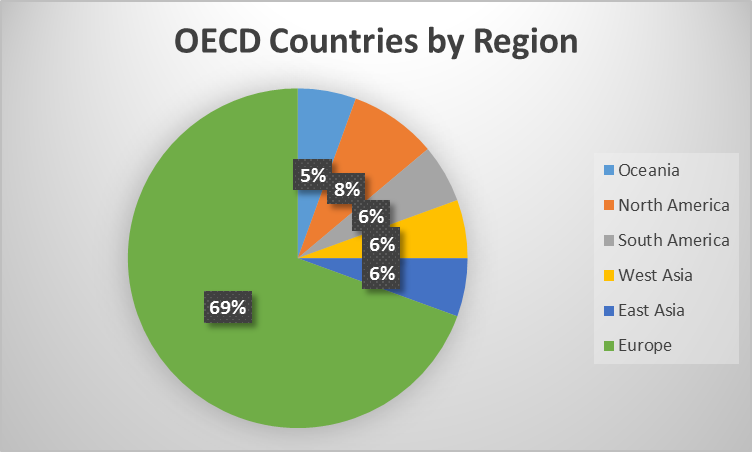 OECD Countries by Region
5%
8%
6%
6%
6%
69%
Oceania
North America
South America
West Asia
East Asia
Europe